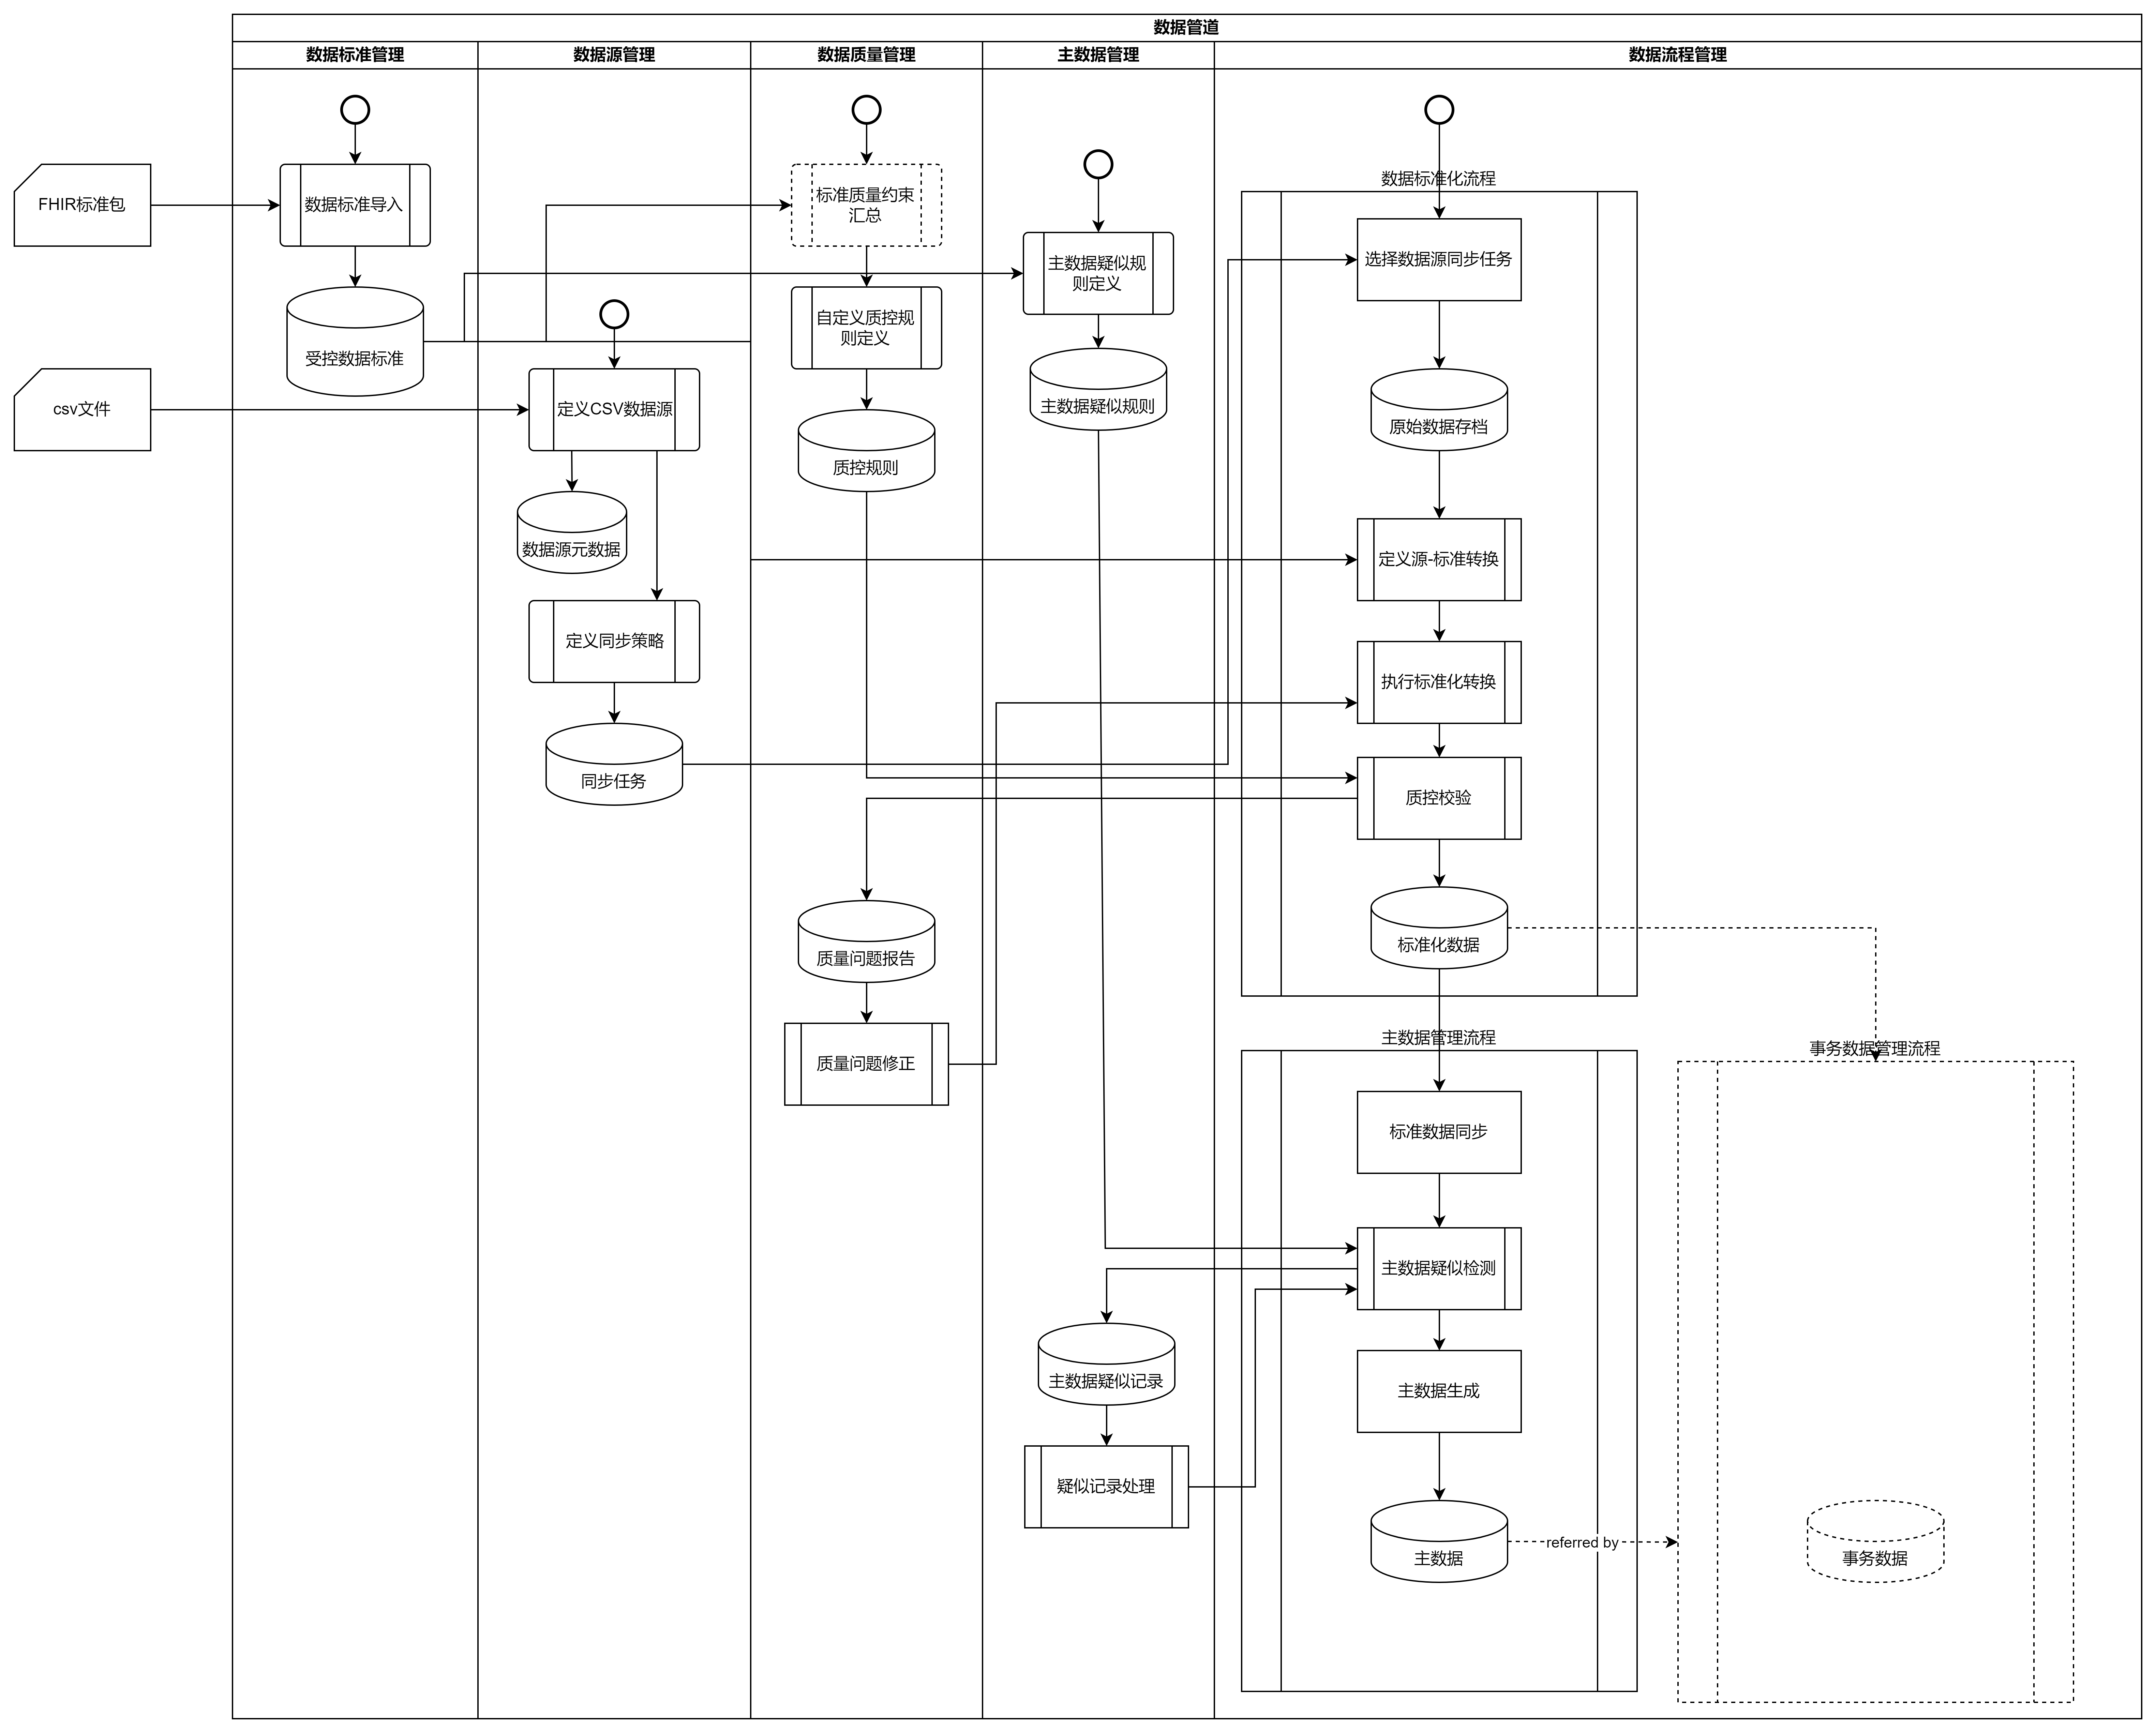 数据管道
数据标准管理
数据源管理
数据质量管理
主数据管理
数据流程管理
FHIR标准包
数据标准导入
受控数据标准
csv文件
定义CSV数据源
数据源元数据
定义同步策略
同步任务
标准质量约束
汇总
自定义质控规
则定义
质控规则
质量问题报告
质量问题修正
主数据疑似规
则定义
主数据疑似规则
主数据疑似记录
疑似记录处理
数据标准化流程
选择数据源同步任务
原始数据存档
定义源-标准转换
执行标准化转换
质控校验
标准化数据
主数据管理流程
标准数据同步
主数据疑似检测
主数据生成
主数据
referred by
事务数据管理流程
事务数据